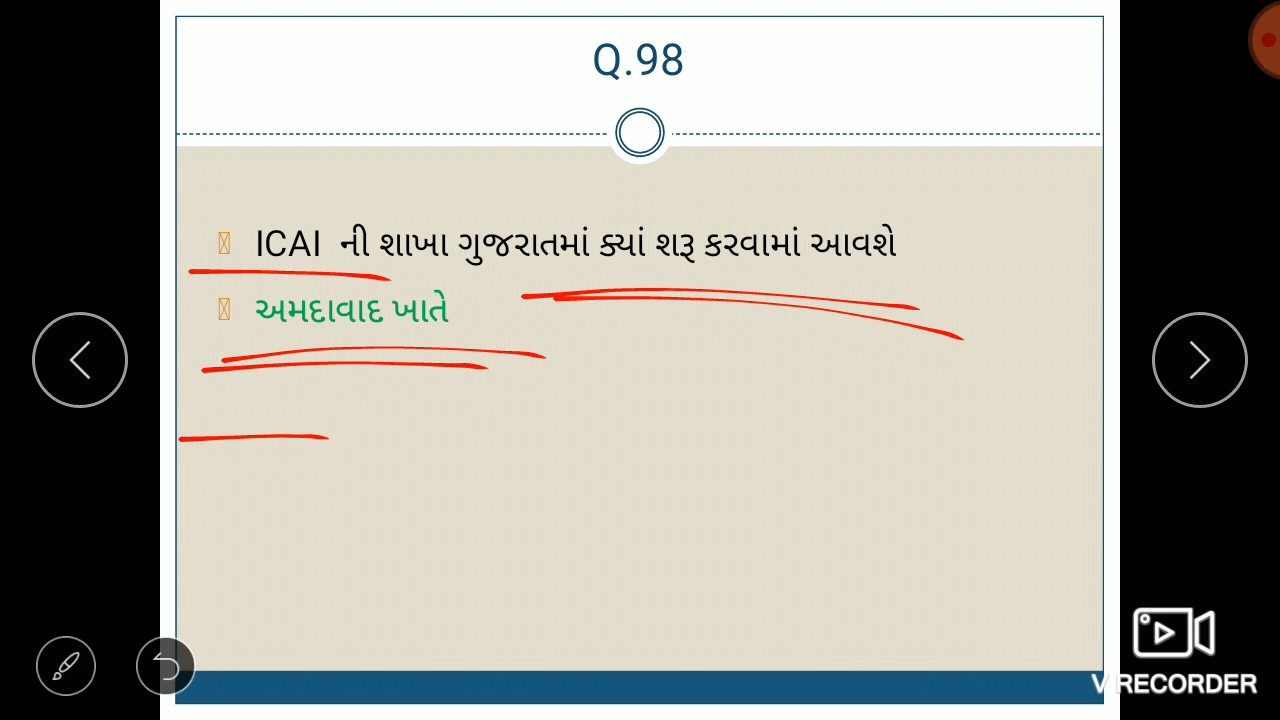 Q.98
ICAI ની શાખા ગુજરાતમાં ક્યાં શરૂ કરવામાં આવશે
અમદાવાદ ખાતે
V RECORDER